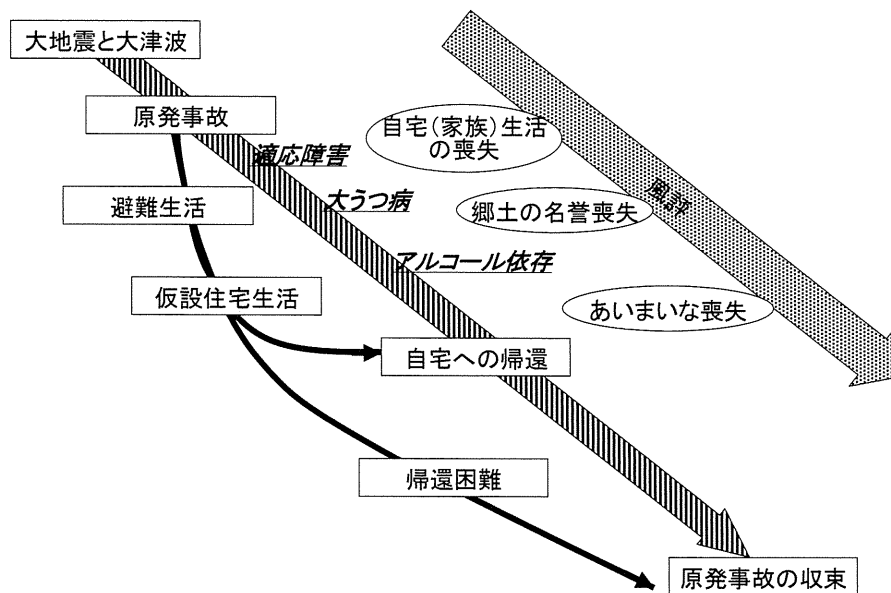 大地震と大津波
原発事故
自宅（家族）生活
の喪失
適応障害
避難生活
大うつ病
風評
郷土の名誉喪失
アルコール依存
仮設住宅生活
あいまいな喪失
自宅への帰還
帰還困難
原発事故の収束